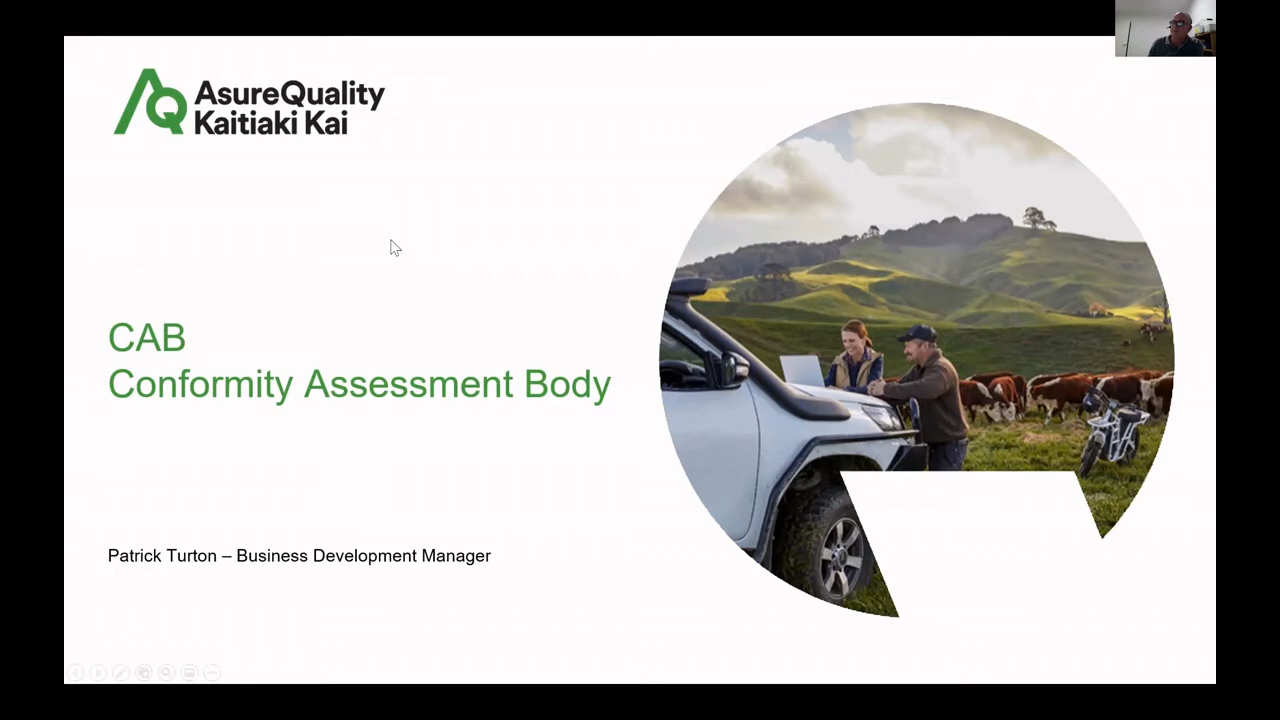 AsureQuality
Kaitiaki Kai
CAB
Conformity Assessment Body
Patrick Turton – Business Development Manager